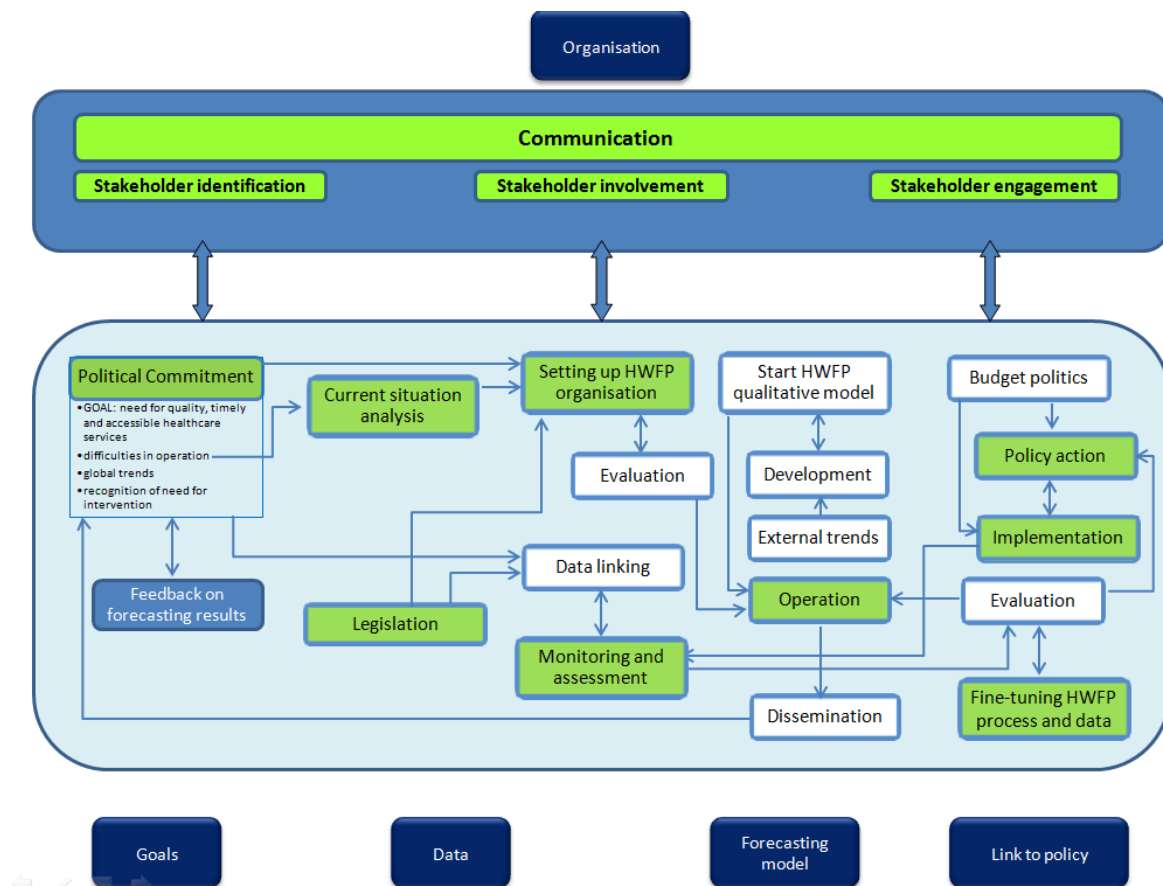 Organisation
Communication
Stakeholder identification
Stakeholder involvement
Stakeholder engagement
Political Commitment
•GOAL: need for quality, timely
and accessible healthcare
services
•difficulties in operation
•global trends
•recognition of need for
intervention
Feedback on
forecasting results
Current situation
analysis
Legislation
Setting up HWFP
organisation
Evaluation
Data linking
Monitoring and
assessment
Start HWFP
qualitative model
Development
External trends
Operation
Dissemination
Budget politics
Policy action
Implementation
Evaluation
Fine-tuning HWFP
process and data
Goals
Data
Forecasting
model
Link to policy